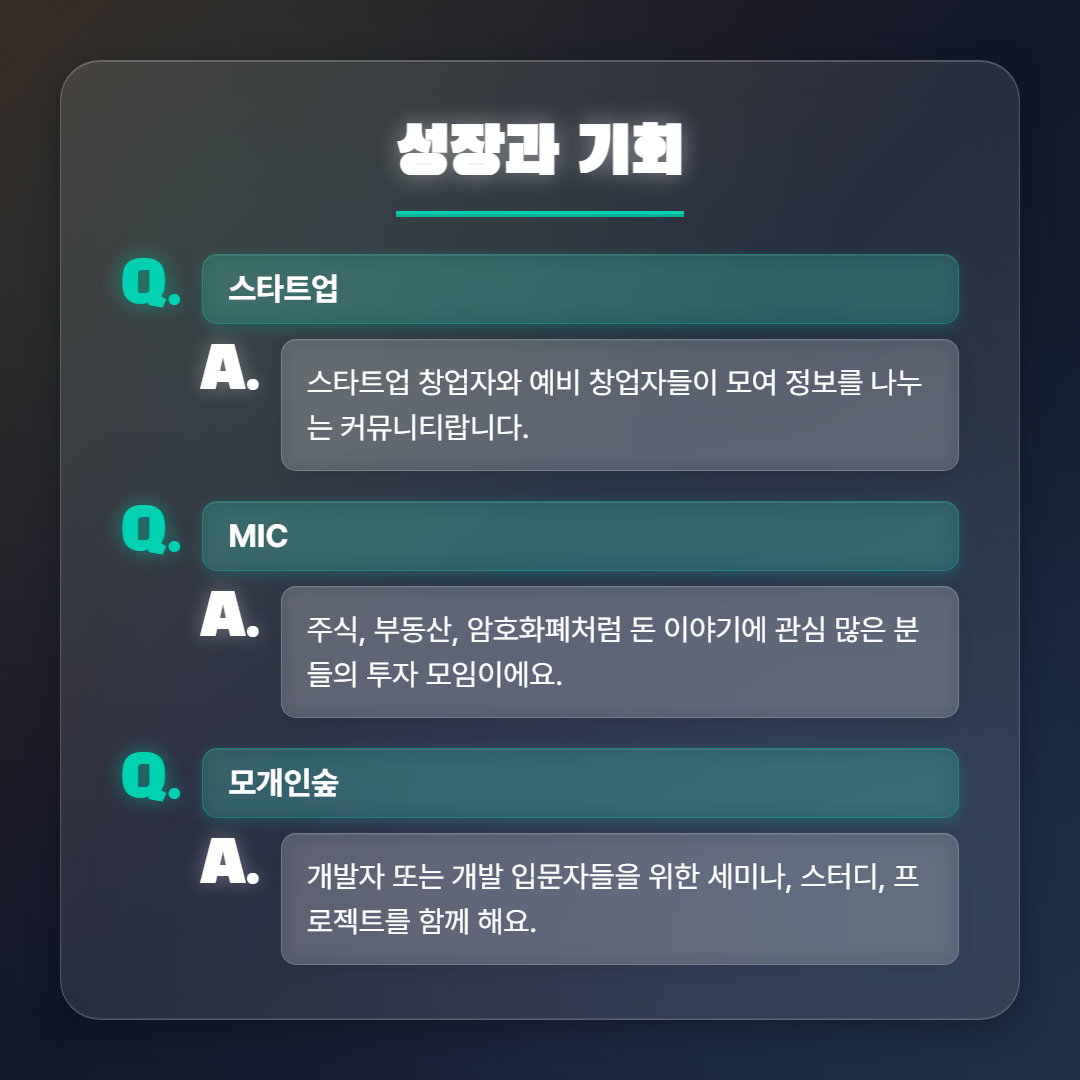 성장과 기회
Q. 스타트업
A. 스타트업 창업자와 예비 창업자들이 모여 정보를 나누
는 커뮤니티랍니다.
Q. MIC
A. 주식, 부동산, 암호화폐처럼 돈 이야기에 관심 많은 분
들의 투자 모임이에요.
Q. 모개인숲
A. 개발자 또는 개발 입문자들을 위한 세미나, 스터디, 프
로젝트를 함께 해요.